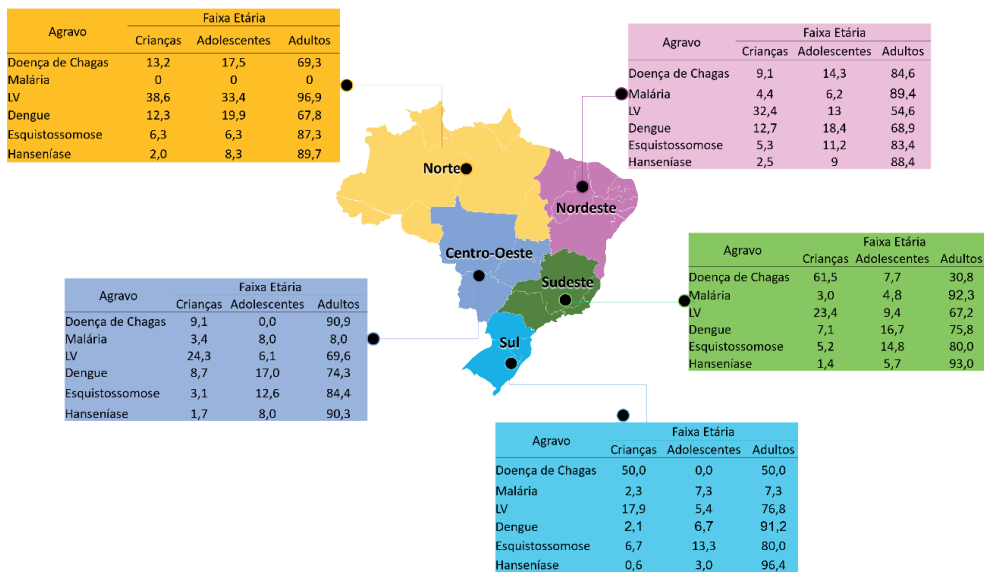 Agravo
Faixa Etária
Crianças Adolescentes Adultos
Doença de Chagas 13,2 17,5 69,3
Malária 0 0 0
LV 38,6 33,4 96,9
Dengue 12,3 19,9 67,8
Esquistossomose 6,3 6,3 87,3
Hanseníase 2,0 8,3 89,7
Agravo
Faixa Etária
Crianças Adolescentes Adultos
Doença de Chagas 9,1 14,3 84,6
Malária 4,4 6,2 89,4
LV 32,4 13 54,6
Dengue 12,7 18,4 68,9
Esquistossomose 5,3 11,2 83,4
Hanseníase 2,5 9 88,4
Norte
Nordeste
Centro-Oeste
Sudeste
Sul
Agravo
Faixa Etária
Crianças Adolescentes Adultos
Doença de Chagas 61,5 7,7 30,8
Malária 3,0 4,8 92,3
LV 23,4 9,4 67,2
Dengue 7,1 16,7 75,8
Esquistossomose 5,2 14,8 80,0
Hanseníase 1,4 5,7 93,0
Agravo
Faixa Etária
Crianças Adolescentes Adultos
Doença de Chagas 9,1 0,0 90,9
Malária 3,4 8,0 8,0
LV 24,3 6,1 69,6
Dengue 8,7 17,0 74,3
Esquistossomose 3,1 12,6 84,4
Hanseníase 1,7 8,0 90,3
Agravo
Faixa Etária
Crianças Adolescentes Adultos
Doença de Chagas 50,0 0,0 50,0
Malária 2,3 7,3 7,3
LV 17,9 5,4 76,8
Dengue 2,1 6,7 91,2
Esquistossomose 6,7 13,3 80,0
Hanseníase 0,6 3,0 96,4